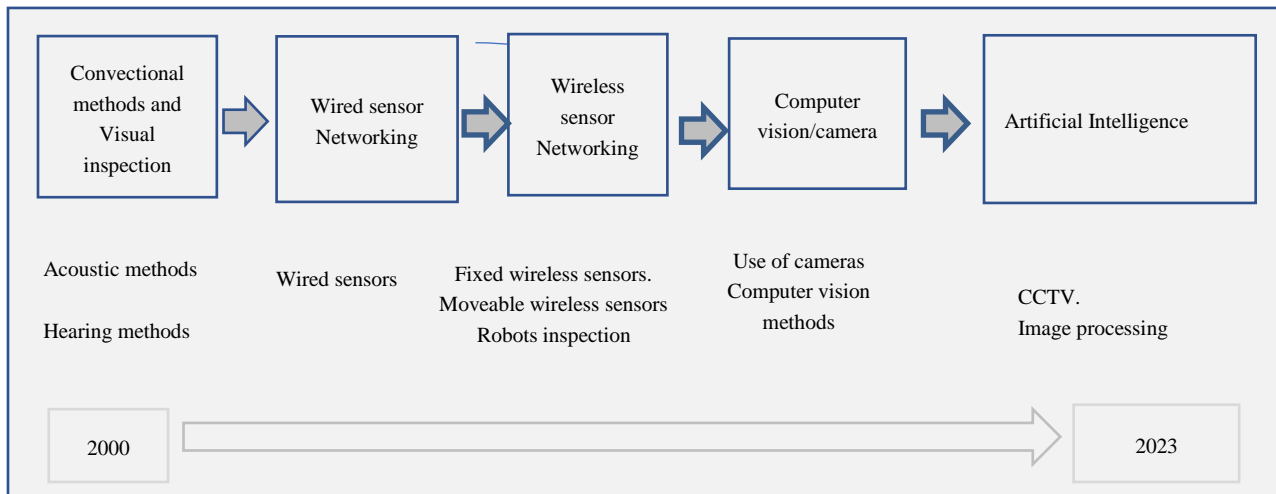 Convectional
methods and
Visual
inspection
Wired sensor
Networking
Wireless
sensor
Networking
Computer
vision/camera
Artificial Intelligence
Acoustic methods
Hearing methods
Wired sensors
Fixed wireless sensors.
Moveable wireless sensors
Robots inspection
Use of cameras
Computer vision
methods
CCTV.
Image processing
2000
2023